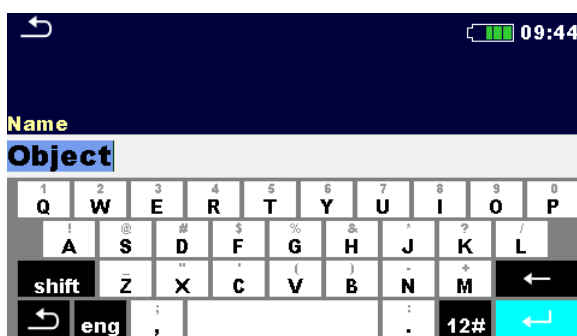 09:44
Name
Object
1 2 3 4 5 6 7 8 9 0
Q W E R T Y U I O P
! @ # $ % & * ? /
A S D F G H J K L
_ " ' ( ) - +
shift Z X C V B N M
; :
eng , . 12#